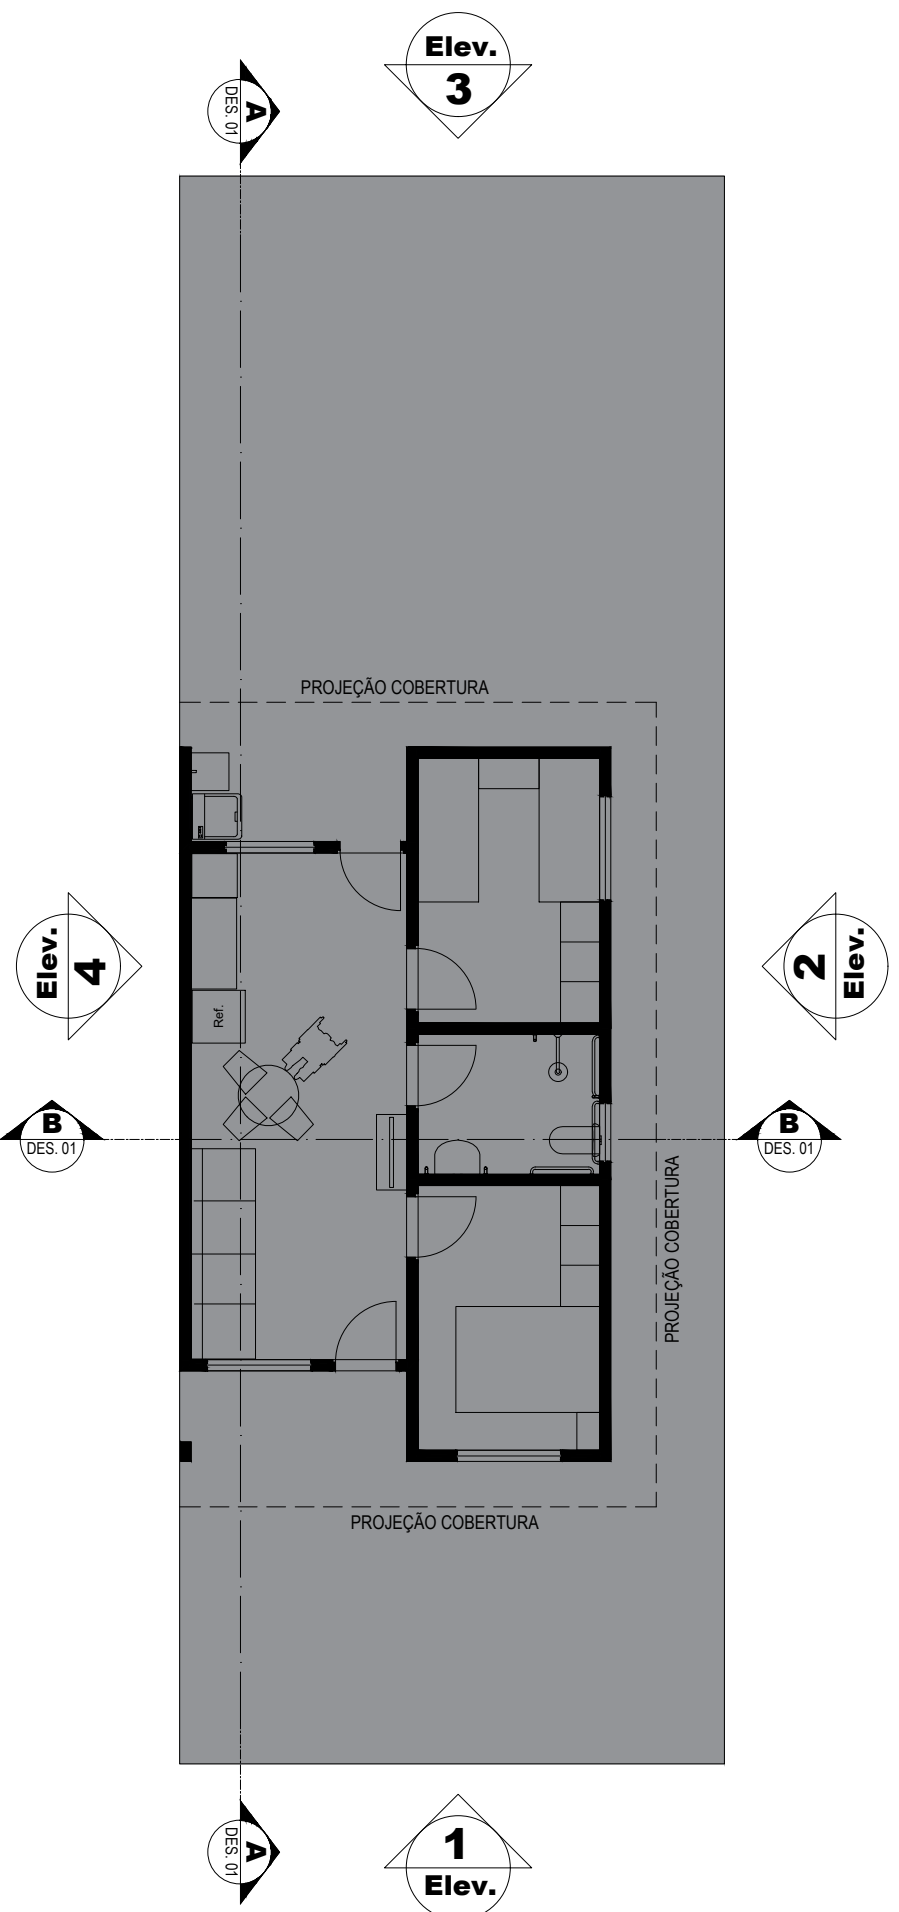 Elev.
3
A
DES. 01
PROJEÇÃO COBERTURA
Elev.
4
Ref.
2
Elev.
B
DES. 01
B
DES. 01
PROJEÇÃO COBERTURA
PROJEÇÃO COBERTURA
A
DES. 01
1
Elev.